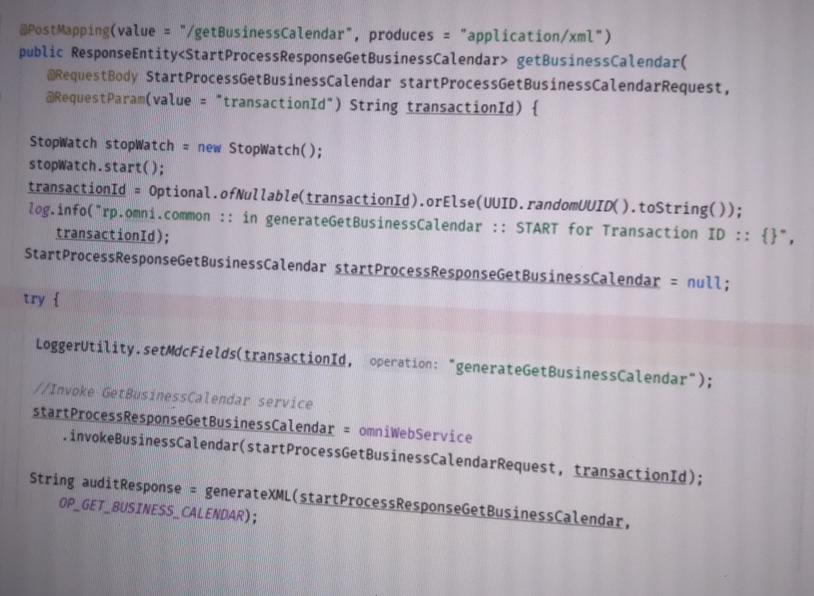 @PostMapping(value = "/getBusinessCalendar", produces = "application/xml")
public ResponseEntity<StartProcessResponseGetBusinessCalendar> getBusinessCalendar(
@RequestBody StartProcessGetBusinessCalendar startProcessGetBusinessCalendarRequest,
@RequestParam(value = "transactionId") String transactionId) {
StopWatch stopWatch = new StopWatch();
stopWatch.start();
transactionId = Optional.ofNullable(transactionId).orElse(UUID.randomUUID().toString());
log.info("rp.omni.common :: in generateGetBusinessCalendar :: START for Transaction ID :: {}",
transactionId);
StartProcessResponseGetBusinessCalendar startProcessResponseGetBusinessCalendar = null;
try {
LoggerUtility.setMdcFields(transactionId, operation: "generateGetBusinessCalendar");
//Invoke GetBusinessCalendar service
startProcessResponseGetBusinessCalendar = omniWebService
.invokeBusinessCalendar(startProcessGetBusinessCalendarRequest, transactionId);
String auditResponse = generateXML(startProcessResponseGetBusinessCalendar,
OP_GET_BUSINESS_CALENDAR);